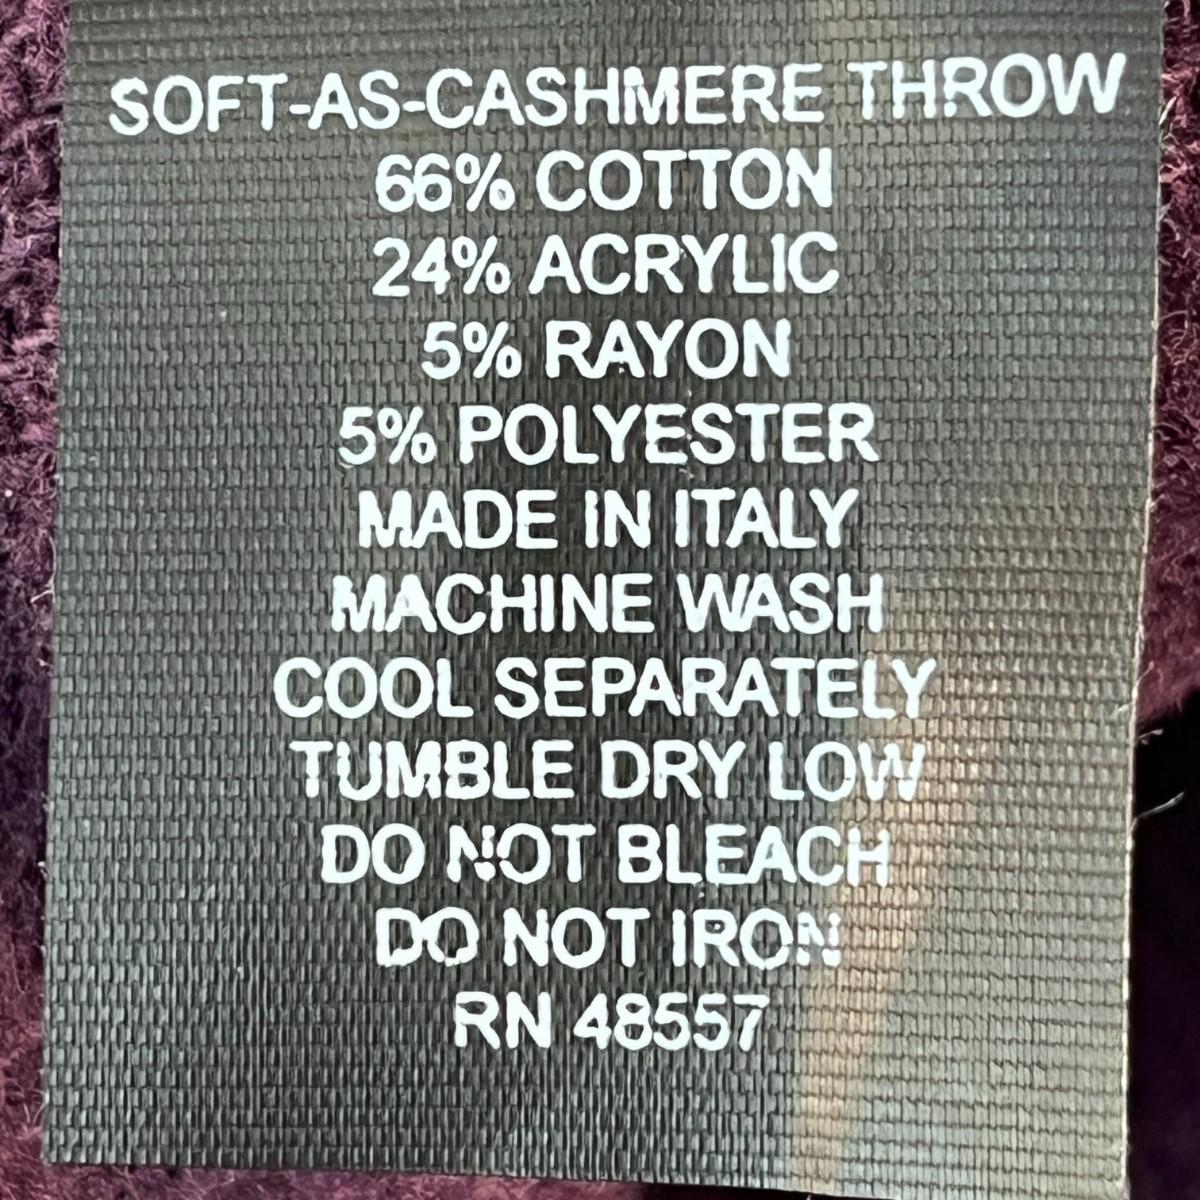 SOFT-AS-CASHMERE THROW
66% COTTON
24% ACRYLIC
5% RAYON
5% POLYESTER
MADE IN ITALY
MACHINE WASH
COOL SEPARATELY
TUMBLE DRY LOW
DO NOT BLEACH
DO NOT IRON
RN 48557